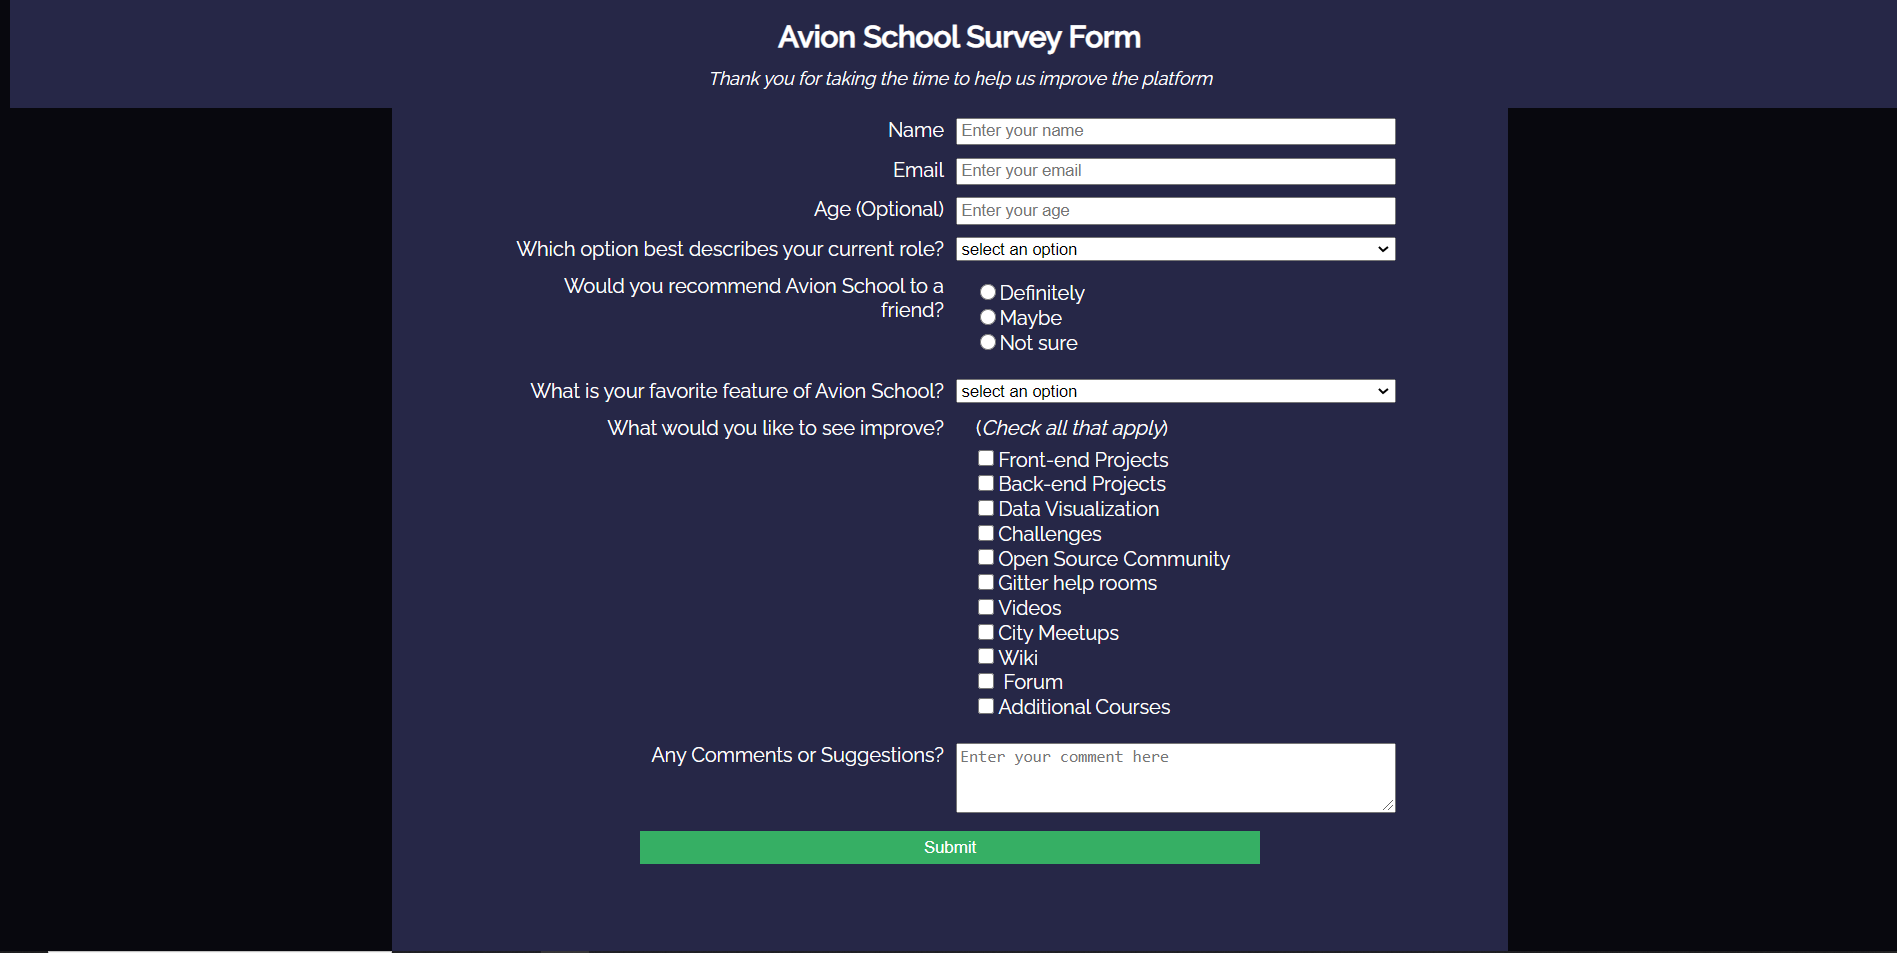 Avion School Survey Form
Thank you for taking the time to help us improve the platform
Name Enter your name
Email Enter your email
Age (Optional) Enter your age
Which option best describes your current role? select an option
Would you recommend Avion School to a
friend?
Definitely
Maybe
Not sure
What is your favorite feature of Avion School? select an option
What would you like to see improve? (Check all that apply)
Front-end Projects
Back-end Projects
Data Visualization
Challenges
Open Source Community
Gitter help rooms
Videos
City Meetups
Wiki
Forum
Additional Courses
Any Comments or Suggestions? Enter your comment here
Submit